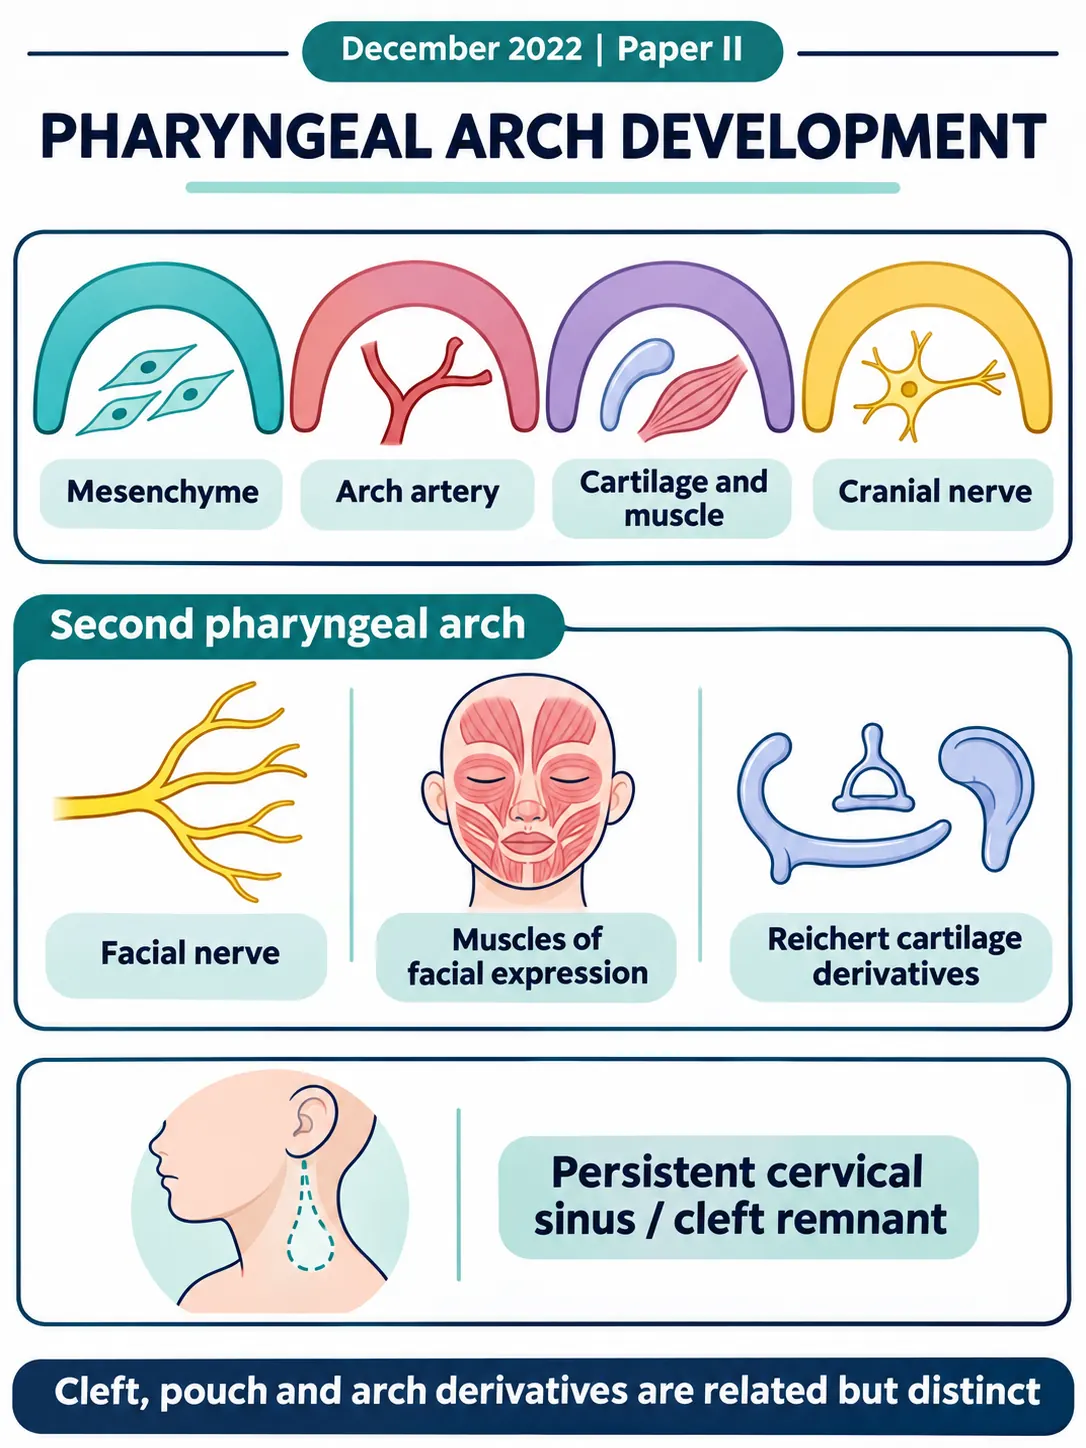 December 2022 | Paper II
PHARYNGEAL ARCH DEVELOPMENT
Mesenchyme
Arch artery
Cartilage and
muscle
Cranial nerve
Second pharyngeal arch
Facial nerve
Muscles of
facial expression
Reichert cartilage
derivatives
Persistent cervical
sinus / cleft remnant
Cleft, pouch and arch derivatives are related but distinct